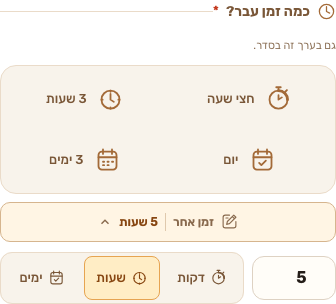 כמה זמן עבר? *
גם בערך זה בסדר.
חצי שעה
3 שעות
יום
3 ימים
זמן אחר | 5 שעות
5
דקות
שעות
ימים